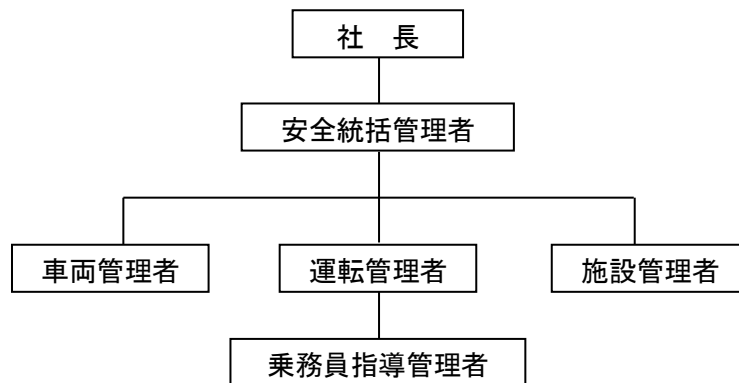 社　長
安全統括管理者
車両管理者
運転管理者
施設管理者
乗務員指導管理者